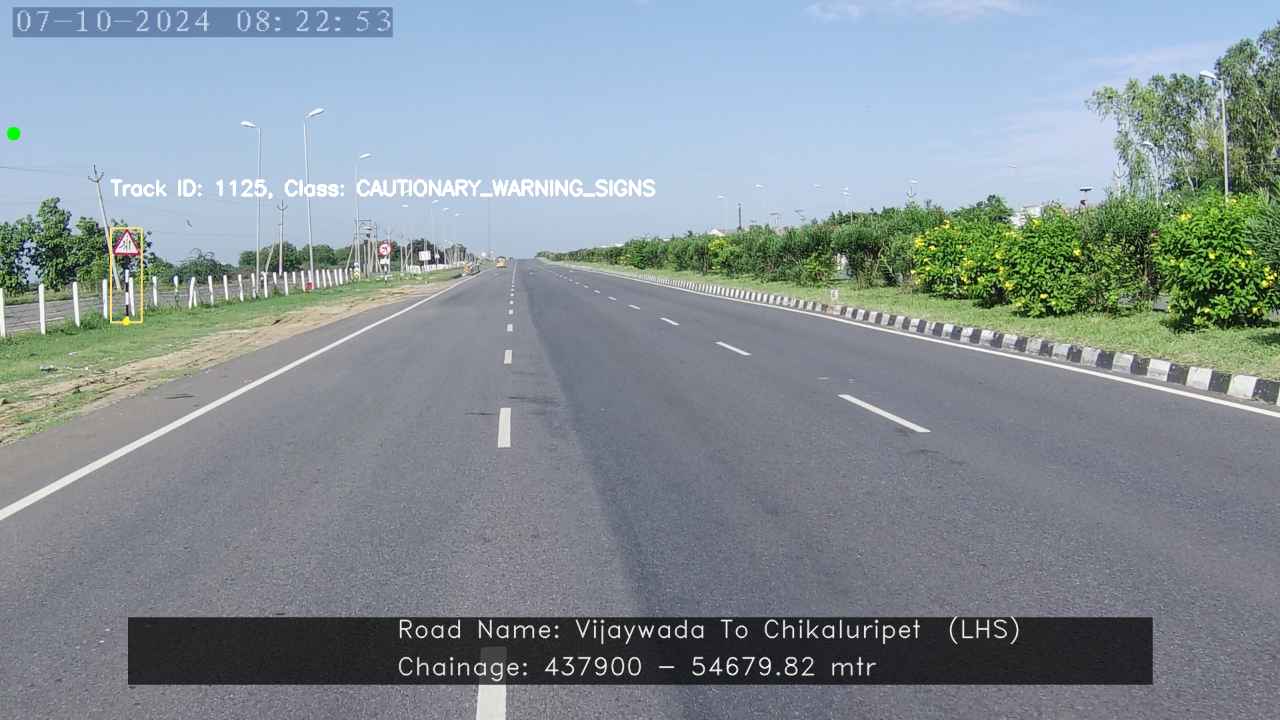 07-10-2024 08:22:53
Track ID: 1125, Class: CAUTIONARY_WARNING_SIGNS
Road Name: Vijaywada To Chikaluripet (LHS)
Chainage: 437900 - 54679.82 mtr